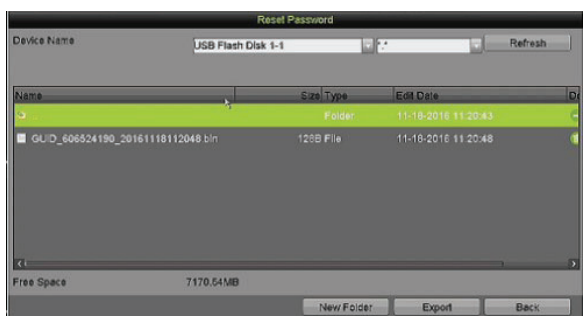 Reset Password
Device Name USB Flash Disk 1-1 *.* Refresh
Name Size Type Edit Date De
Folder 11-18-2016 11:20:43
GUID_606524190_20161118112048.bin 128B File 11-18-2016 11:20:48
Free Space 7170.54MB
New Folder Export Back